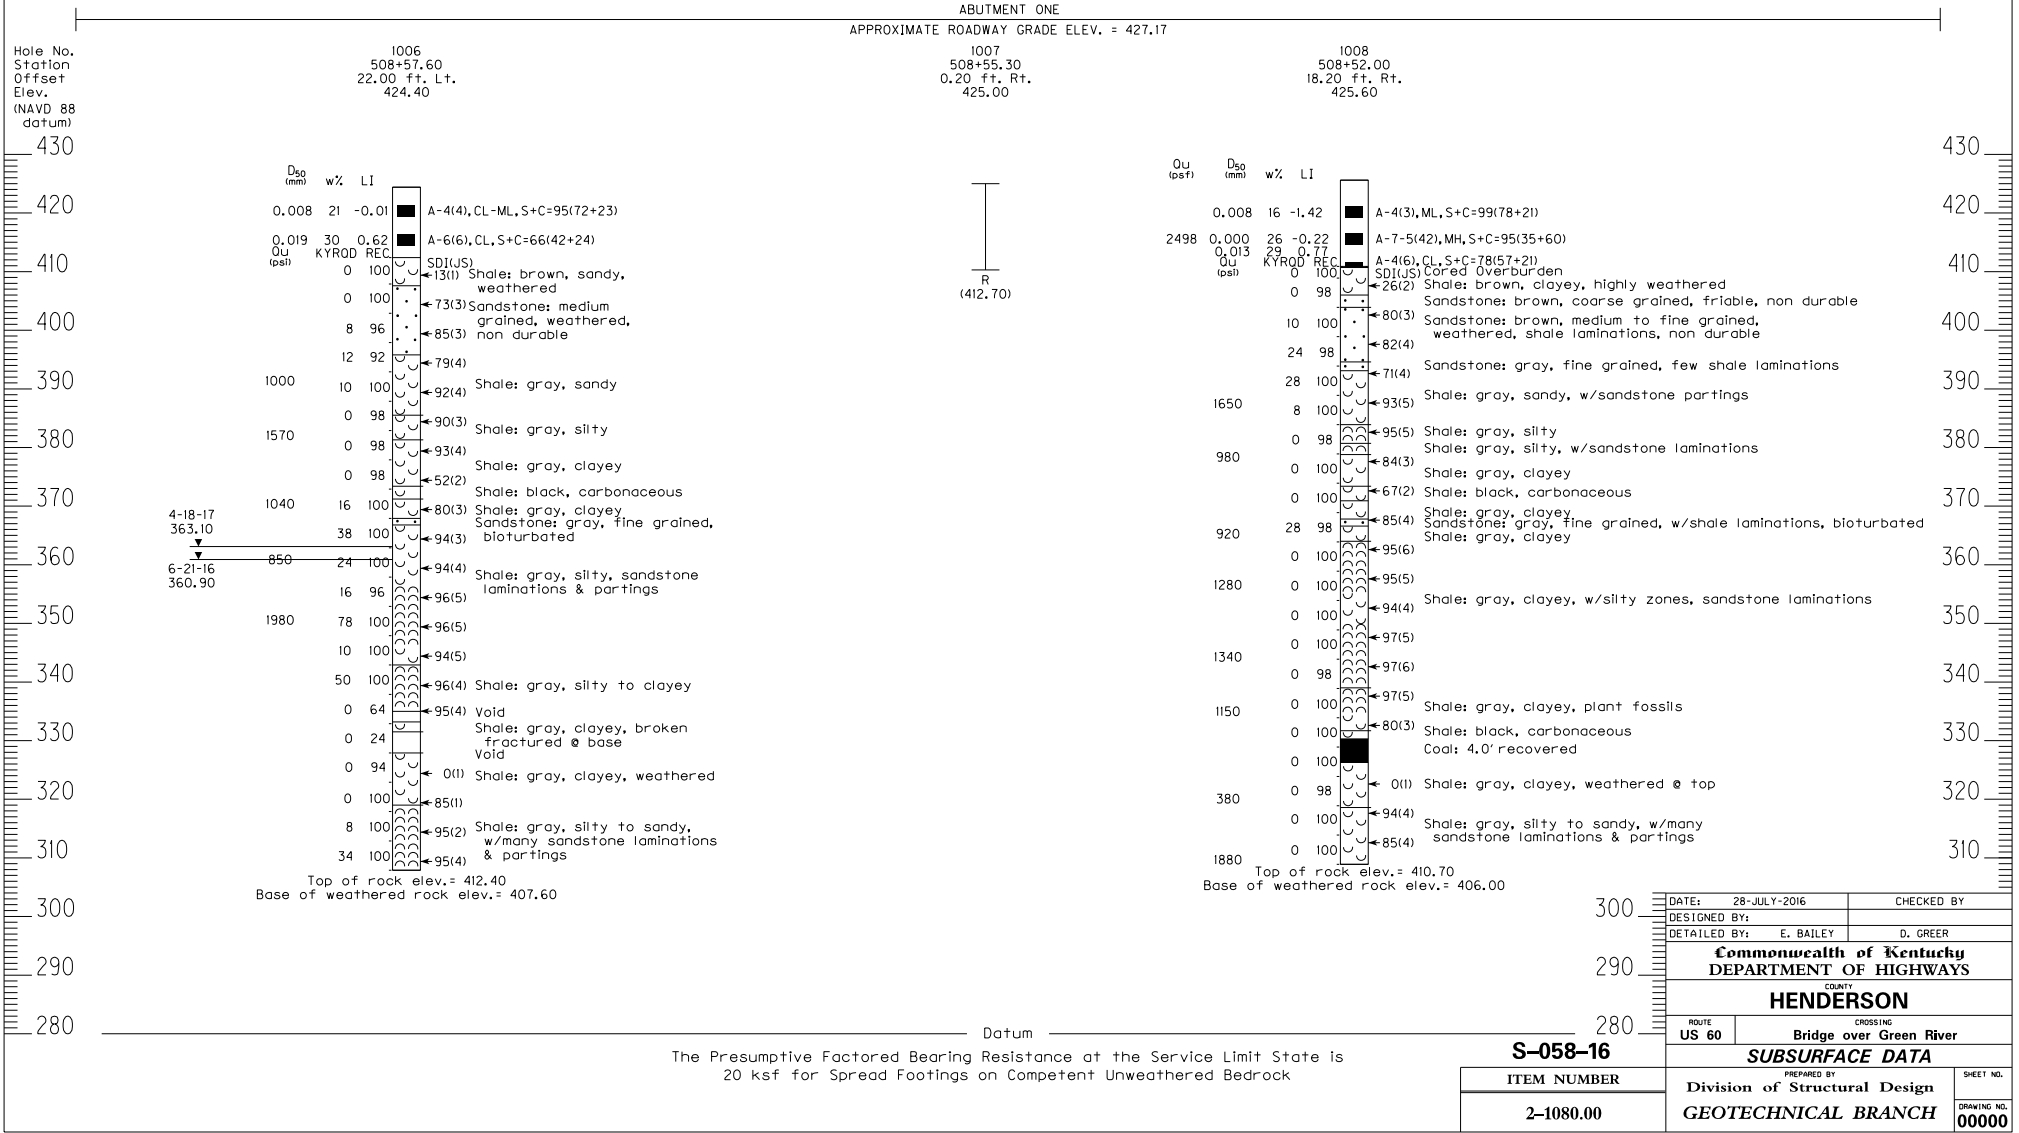 ABUTMENT ONE
APPROXIMATE ROADWAY GRADE ELEV. = 427.17
Hole No.
Station
Offset
Elev.
(NAVD 88
datum)
1006
508+57.60
22.00 ft. Lt.
424.40
1007
508+55.30
0.20 ft. Rt.
425.00
1008
508+52.00
18.20 ft. Rt.
425.60
430
420
410
400
390
380
370
360
350
340
330
320
310
300
290
280
D50 (mm) w% LI
0.008 21 -0.01 A-4(4),CL-ML,S+C=95(72+23)
0.019 30 0.62 A-6(6),CL,S+C=66(42+24)
Qu (psi) KYRQD REC SDI(JS)
0 100
13(1) Shale: brown, sandy,
weathered
0 100
73(3) Sandstone: medium
grained, weathered,
8 96
85(3) non durable
12 92
79(4)
1000 10 100
Shale: gray, sandy
92(4)
0 98
90(3)
Shale: gray, silty
1570 0 98
93(4)
Shale: gray, clayey
0 98
52(2)
Shale: black, carbonaceous
1040 16 100
80(3) Shale: gray, clayey
Sandstone: gray, fine grained,
bioturbated
38 100
94(3)
4-18-17
363.10
850 24 100
6-21-16
360.90
94(4)
Shale: gray, silty, sandstone
laminations & partings
16 96
96(5)
1980 78 100
96(5)
10 100
94(5)
50 100
96(4) Shale: gray, silty to clayey
0 64
95(4) Void
Shale: gray, clayey, broken
fractured @ base
0 24
Void
0 94
0(1) Shale: gray, clayey, weathered
0 100
85(1)
8 100
95(2) Shale: gray, silty to sandy,
w/many sandstone laminations
& partings
34 100
95(4)
Top of rock elev.= 412.40
Base of weathered rock elev.= 407.60
R
(412.70)
Qu (psf) D50 (mm) w% LI
0.008 16 -1.42 A-4(3),ML,S+C=99(78+21)
2498 0.000 26 -0.22 A-7-5(42),MH,S+C=95(35+60)
0.013 29 0.77 A-4(6),CL,S+C=78(57+21)
Qu (psi) KYRQD REC SDI(JS) Cored Overburden
0 100
26(2) Shale: brown, clayey, highly weathered
0 98
Sandstone: brown, coarse grained, friable, non durable
80(3) Sandstone: brown, medium to fine grained,
weathered, shale laminations, non durable
10 100
82(4)
24 98
Sandstone: gray, fine grained, few shale laminations
71(4)
28 100
Shale: gray, sandy, w/sandstone partings
1650 8 100
93(5)
95(5) Shale: gray, silty
0 98
Shale: gray, silty, w/sandstone laminations
980
84(3)
0 100
Shale: gray, clayey
67(2) Shale: black, carbonaceous
0 100
Shale: gray, clayey
85(4) Sandstone: gray, fine grained, w/shale laminations, bioturbated
920 28 98
Shale: gray, clayey
95(6)
0 100
95(5)
1280 0 100
Shale: gray, clayey, w/silty zones, sandstone laminations
94(4)
0 100
97(5)
0 100
1340
97(6)
0 98
97(5)
1150 0 100
Shale: gray, clayey, plant fossils
80(3)
0 100 Shale: black, carbonaceous
Coal: 4.0' recovered
0 100
0(1) Shale: gray, clayey, weathered @ top
0 98
380
94(4)
0 100
Shale: gray, silty to sandy, w/many
sandstone laminations & partings
85(4)
0 100
1880
Top of rock elev.= 410.70
Base of weathered rock elev.= 406.00
430
420
410
400
390
380
370
360
350
340
330
320
310
300
290
280
Datum
The Presumptive Factored Bearing Resistance at the Service Limit State is
20 ksf for Spread Footings on Competent Unweathered Bedrock
S-058-16
ITEM NUMBER
2-1080.00
DATE: 28-JULY-2016 CHECKED BY
DESIGNED BY:
DETAILED BY: E. BAILEY D. GREER
Commonwealth of Kentucky
DEPARTMENT OF HIGHWAYS
COUNTY
HENDERSON
ROUTE
US 60
CROSSING
Bridge over Green River
SUBSURFACE DATA
PREPARED BY
Division of Structural Design
GEOTECHNICAL BRANCH
SHEET NO.
DRAWING NO.
00000